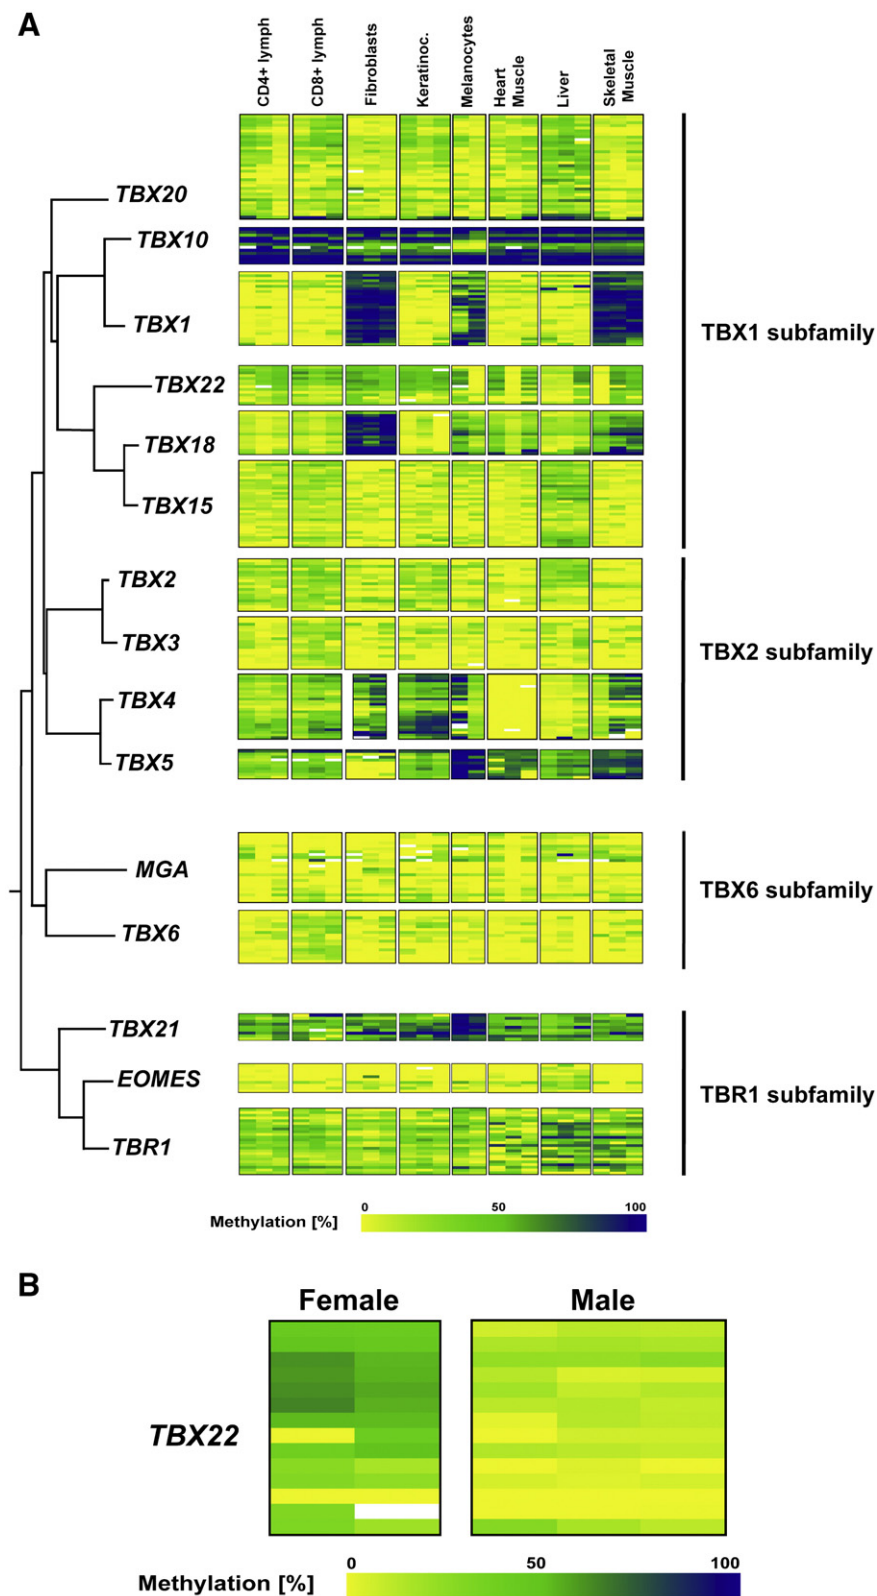 A
CD4+ lymph
CD8+ lymph
Fibroblasts
Keratinoc.
Melanocytes
Heart
Muscle
Liver
Skeletal
Muscle
TBX20
TBX10
TBX1
TBX22
TBX18
TBX15
TBX1 subfamily
TBX2
TBX3
TBX4
TBX5
TBX2 subfamily
MGA
TBX6
TBX6 subfamily
TBX21
EOMES
TBR1
TBR1 subfamily
0 50 100
Methylation [%]
B
Female Male
TBX22
0 50 100
Methylation [%]